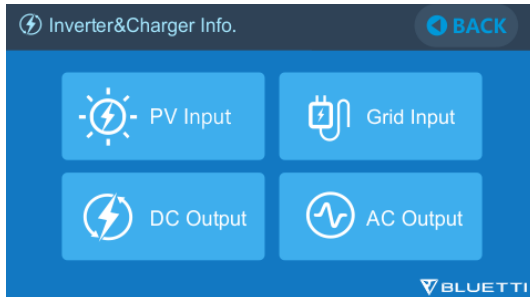 Inverter&Charger Info.
BACK
PV Input
Grid Input
DC Output
AC Output
BLUETTI